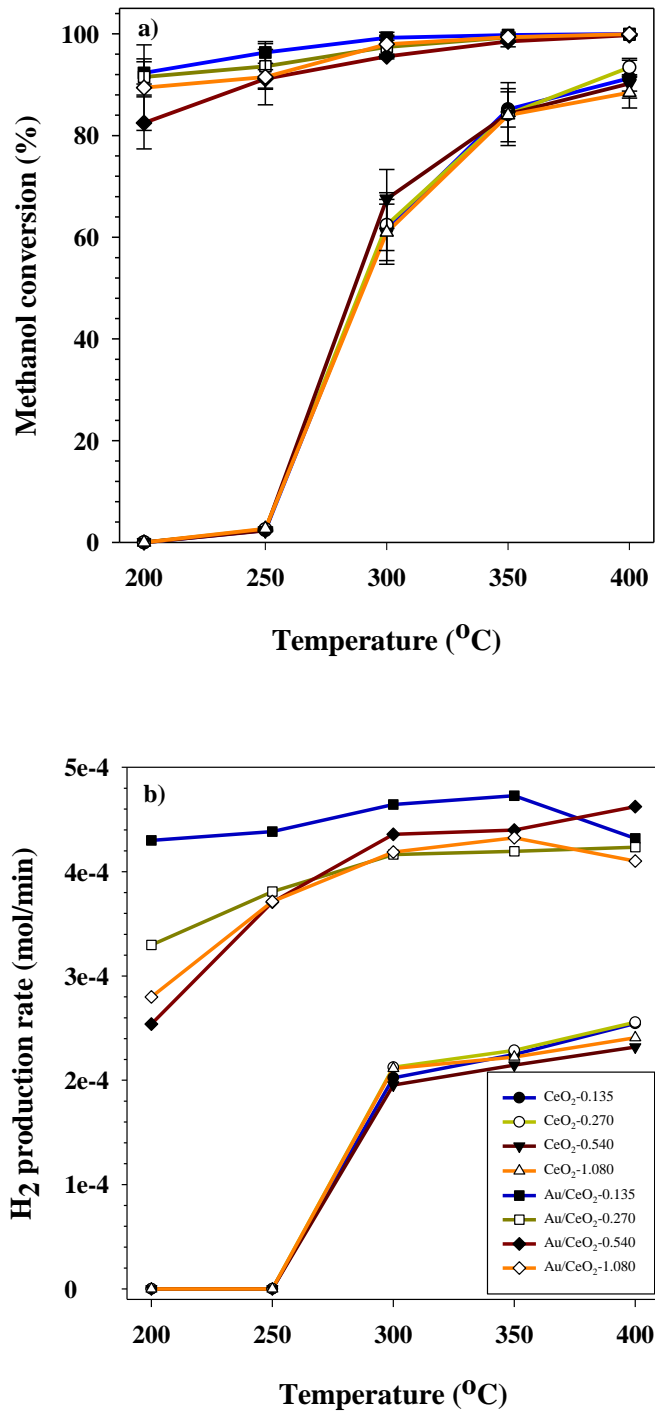 a)
100
80
60
40
20
0
Methanol conversion (%)
200 250 300 350 400
Temperature (⁰C)
b)
5e-4
4e-4
3e-4
2e-4
1e-4
0
H₂ production rate (mol/min)
CeO₂-0.135
CeO₂-0.270
CeO₂-0.540
CeO₂-1.080
Au/CeO₂-0.135
Au/CeO₂-0.270
Au/CeO₂-0.540
Au/CeO₂-1.080
200 250 300 350 400
Temperature (⁰C)